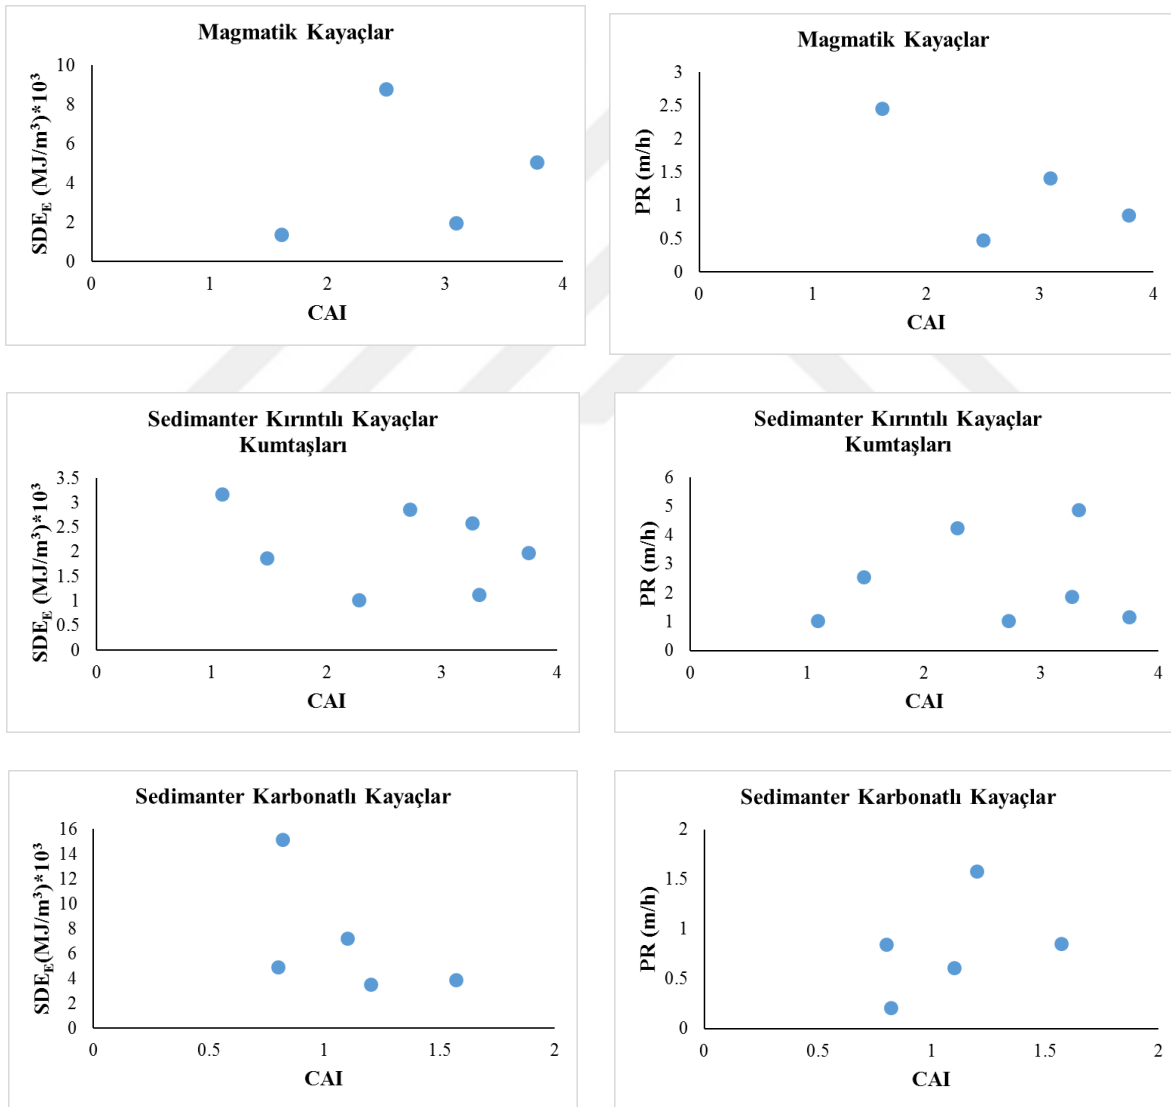 Magmatik Kayaçlar
SDE_E (MJ/m³)*10³
10
8
6
4
2
0
0 1 2 3 4
CAI
Magmatik Kayaçlar
PR (m/h)
3
2.5
2
1.5
1
0.5
0
0 1 2 3 4
CAI
Sedimanter Kırıntılı Kayaçlar
Kumtaşları
SDE_E (MJ/m³)*10³
3.5
3
2.5
2
1.5
1
0.5
0
0 1 2 3 4
CAI
Sedimanter Kırıntılı Kayaçlar
Kumtaşları
PR (m/h)
6
5
4
3
2
1
0
0 1 2 3 4
CAI
Sedimanter Karbonatlı Kayaçlar
SDE_E(MJ/m³)*10³
16
14
12
10
8
6
4
2
0
0 0.5 1 1.5 2
CAI
Sedimanter Karbonatlı Kayaçlar
PR (m/h)
2
1.5
1
0.5
0
0 0.5 1 1.5 2
CAI